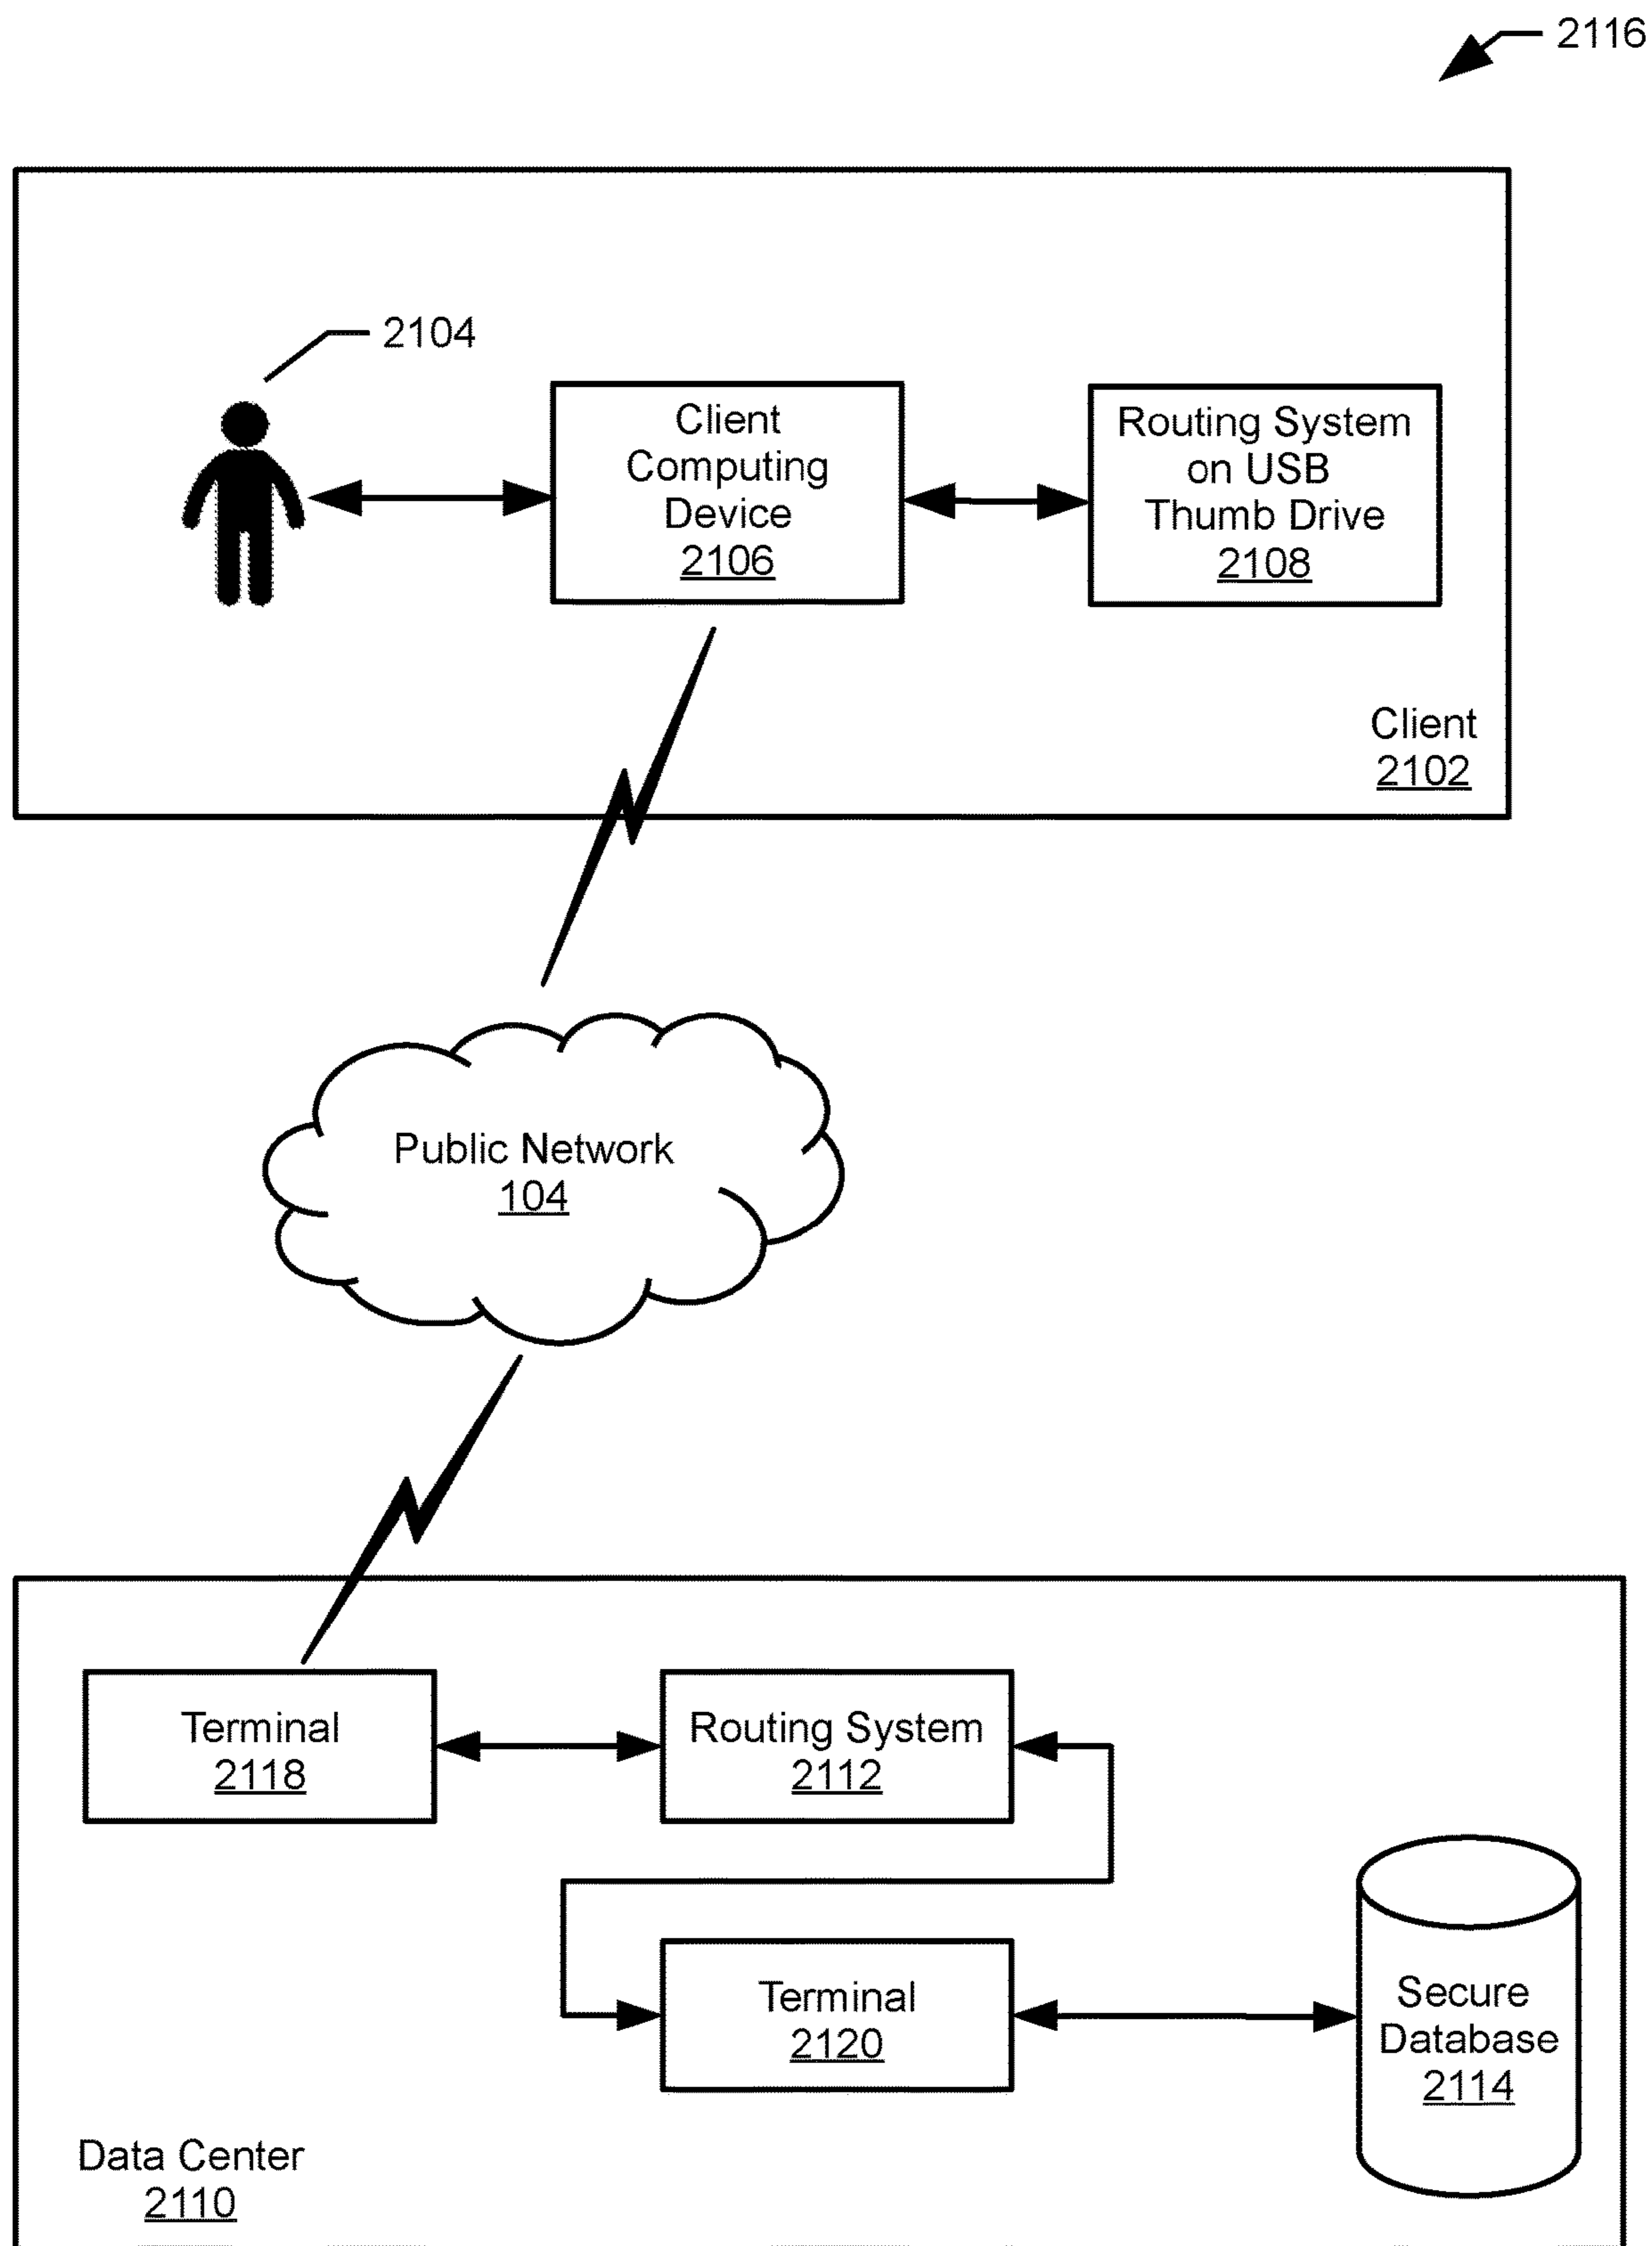 2116
2104
Client
Computing
Device
2106
Routing System
on USB
Thumb Drive
2108
Client
2102
Public Network
104
Terminal
2118
Routing System
2112
Terminal
2120
Secure
Database
2114
Data Center
2110